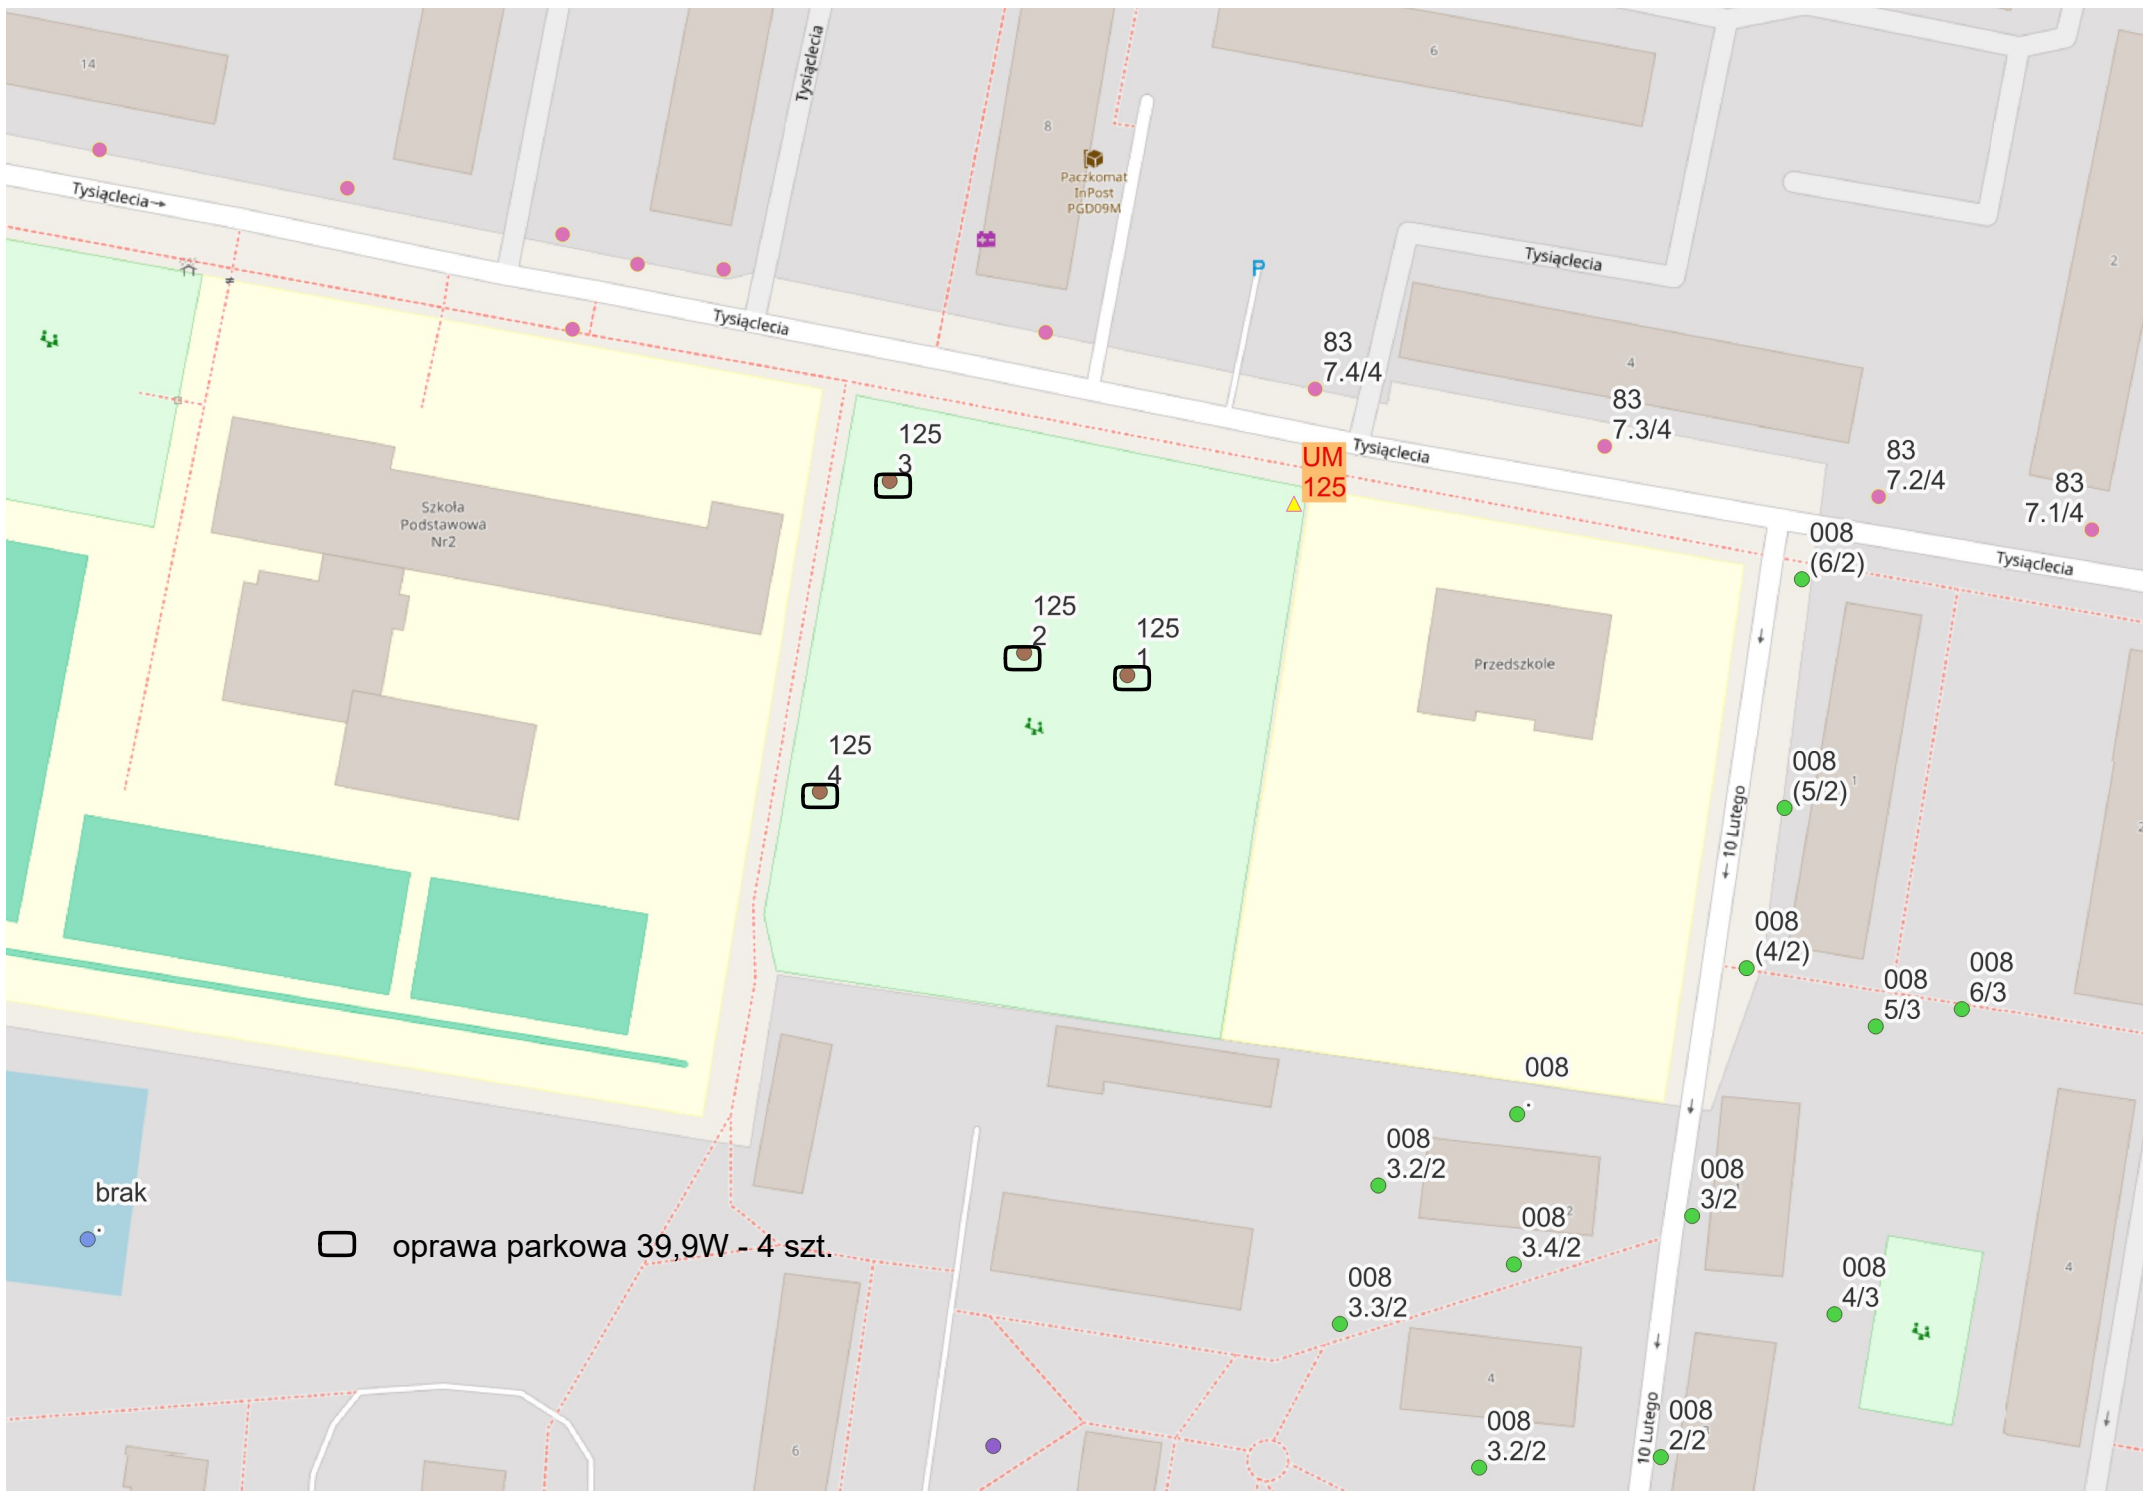 14
Tysiąclecia
8
6
Paczkomat
InPost
PGD09M
Tysiąclecia→
P
Tysiąclecia
2
Tysiąclecia
83
7.4/4
4
83
7.3/4
125
3
UM
125
Tysiąclecia
83
7.2/4
83
7.1/4
Szkoła
Podstawowa
Nr2
008
(6/2)
Tysiąclecia
125
2
125
1
Przedszkole
125
4
008
(5/2)
1
10 Lutego
2
008
(4/2)
008
6/3
008
5/3
008
008
3.2/2
008
3/2
brak
2
008
3.4/2
oprawa parkowa 39,9W - 4 szt.
008
3.3/2
008
4/3
4
4
6
008
3.2/2
10 Lutego
008
2/2